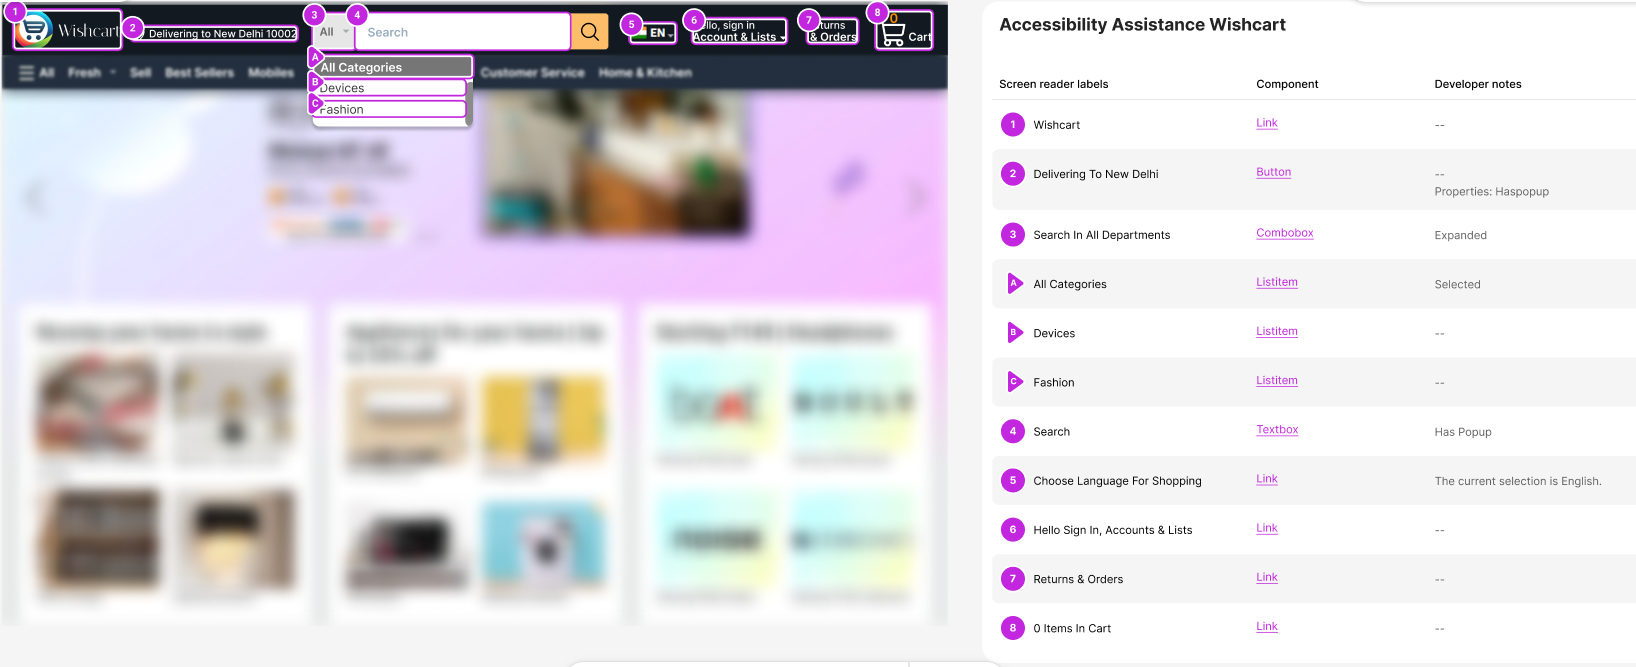 1
Wishcart
2
Delivering to New Delhi 10002
3
All
4
Search
5
EN
6
llo, sign in
Account & Lists
7
turns
& Orders
8
0
Cart
All Fresh Sell Best Sellers Mobiles
Customer Service Home & Kitchen
A
All Categories
B
Devices
C
Fashion
Accessibility Assistance Wishcart
Screen reader labels Component Developer notes
1 Wishcart Link --
2 Delivering To New Delhi Button --
Properties: Haspopup
3 Search In All Departments Combobox Expanded
A All Categories Listitem Selected
B Devices Listitem --
C Fashion Listitem --
4 Search Textbox Has Popup
5 Choose Language For Shopping Link The current selection is English.
6 Hello Sign In, Accounts & Lists Link --
7 Returns & Orders Link --
8 0 Items In Cart Link --